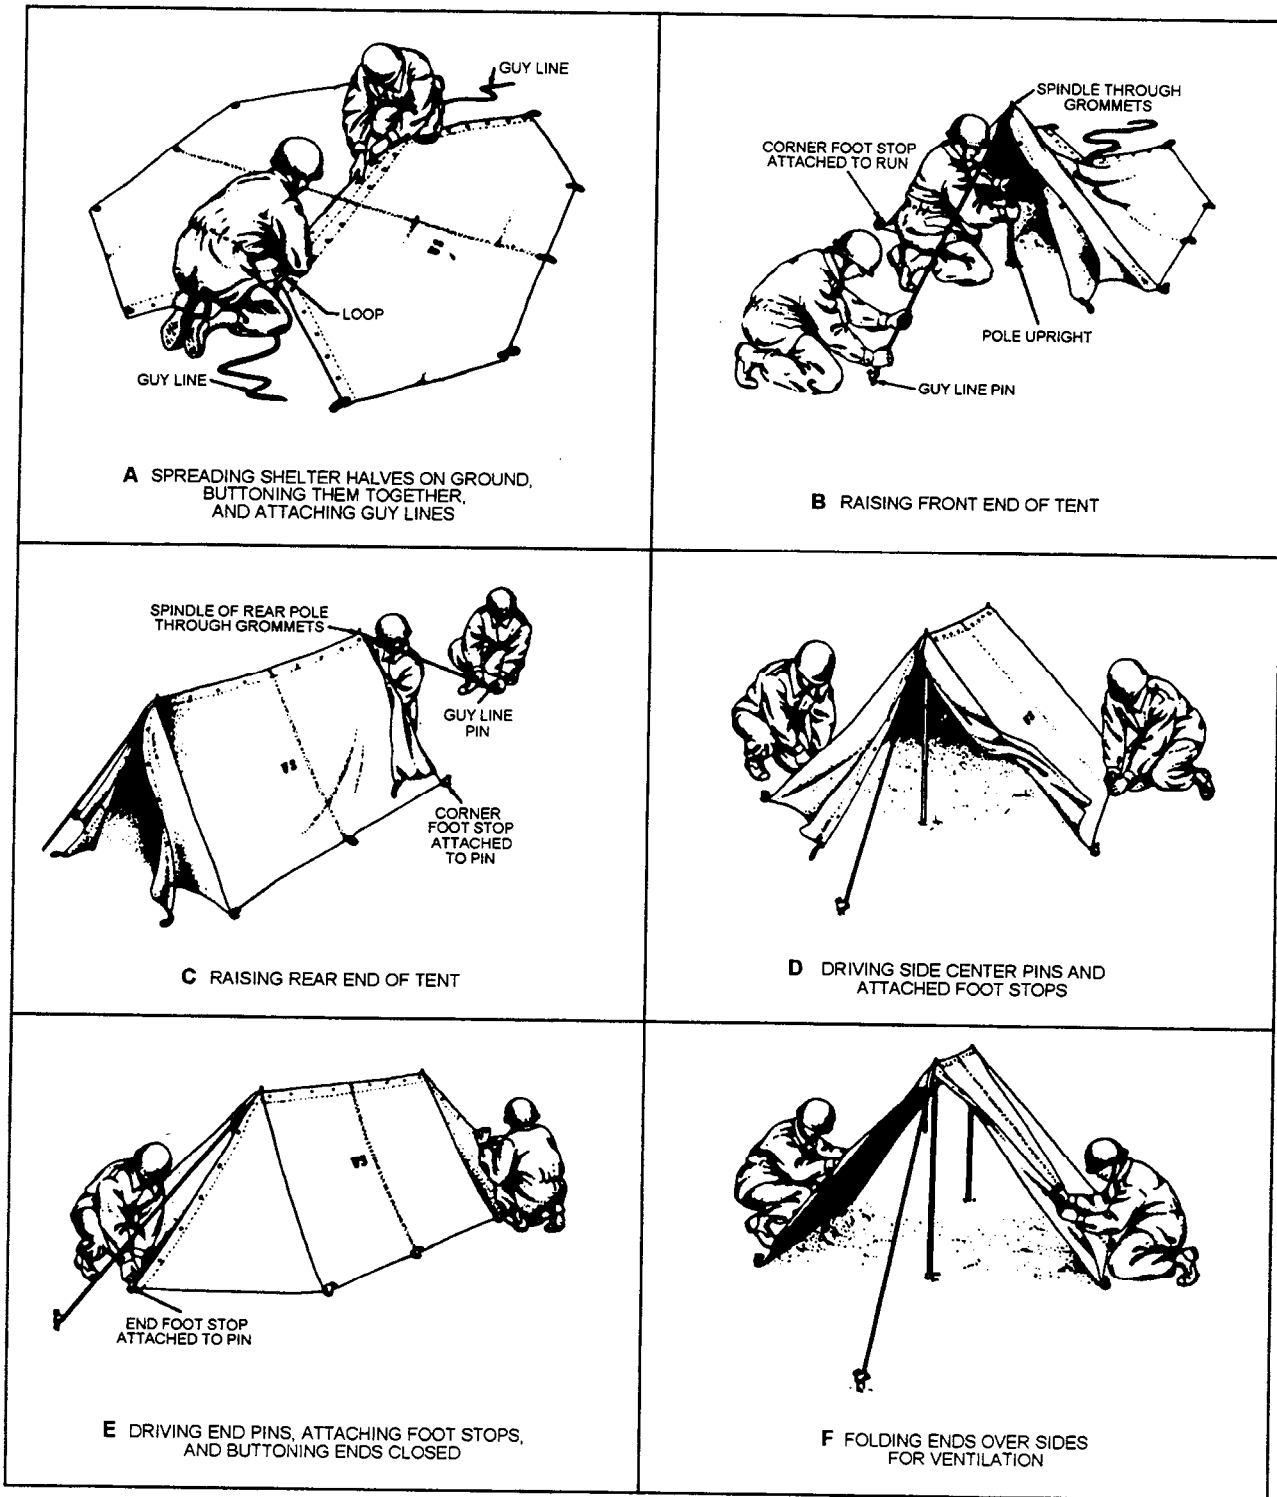 GUY LINE
LOOP
GUY LINE
A SPREADING SHELTER HALVES ON GROUND,
BUTTONING THEM TOGETHER,
AND ATTACHING GUY LINES
SPINDLE THROUGH
GROMMETS
CORNER FOOT STOP
ATTACHED TO RUN
POLE UPRIGHT
GUY LINE PIN
B RAISING FRONT END OF TENT
SPINDLE OF REAR POLE
THROUGH GROMMETS
GUY LINE
PIN
CORNER
FOOT STOP
ATTACHED
TO PIN
C RAISING REAR END OF TENT
D DRIVING SIDE CENTER PINS AND
ATTACHED FOOT STOPS
END FOOT STOP
ATTACHED TO PIN
E DRIVING END PINS, ATTACHING FOOT STOPS,
AND BUTTONING ENDS CLOSED
F FOLDING ENDS OVER SIDES
FOR VENTILATION